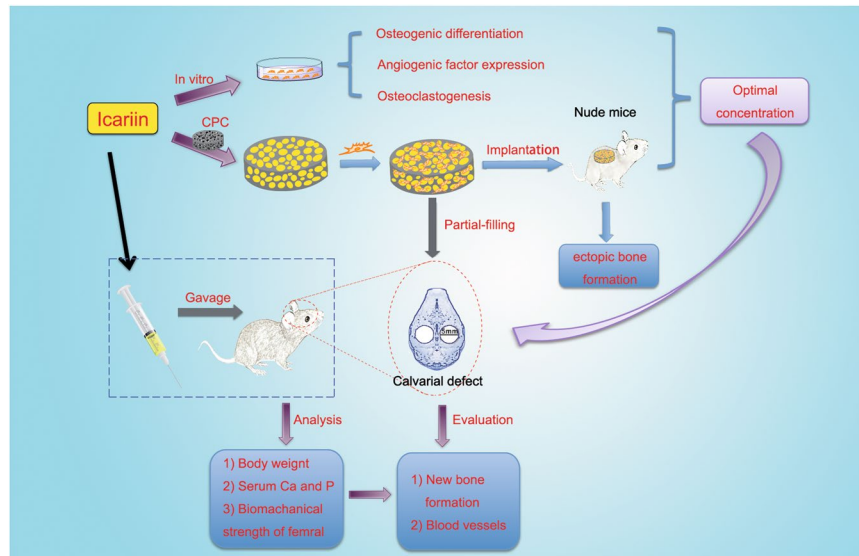 Osteogenic differentiation
In vitro
Angiogenic factor expression
Osteoclastogenesis
Optimal
concentration
Icariin
CPC
Nude mice
Implantation
Partial-filling
ectopic bone
formation
Gavage
5mm
Calvarial defect
Analysis
Evaluation
1) Body weignt
2) Serum Ca and P
3) Biomachanical
strength of femral
1) New bone
formation
2) Blood vessels